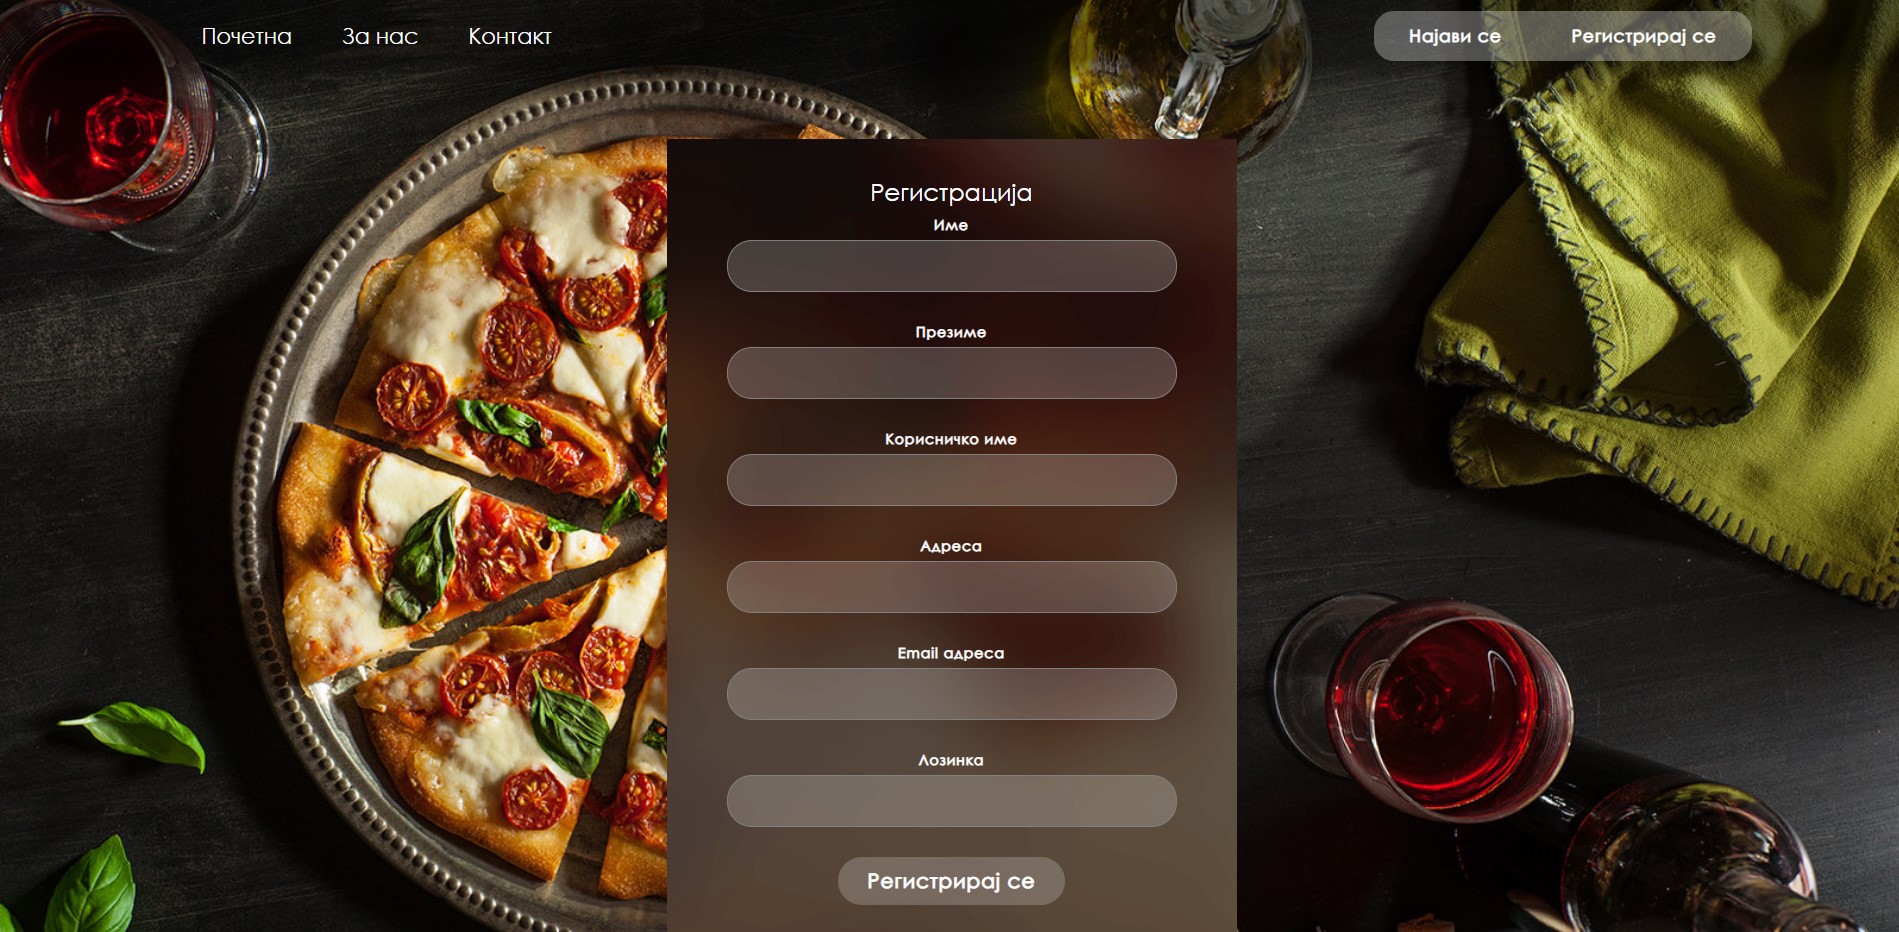 Почетна За нас Контакт Најави се Регистрирај се
Регистрација
Име
Презиме
Корисничко име
Адреса
Email адреса
Лозинка
Регистрирај се